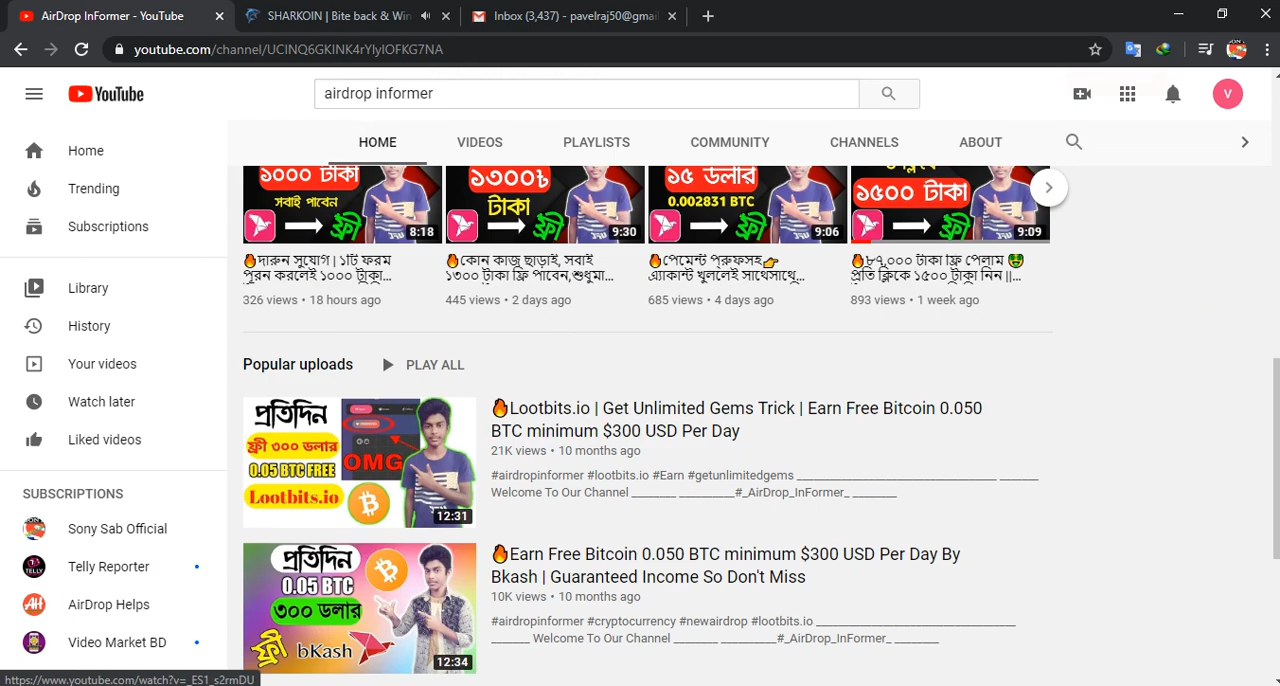 AirDrop InFormer - YouTube
SHARKOIN | Bite back & Win
Inbox (3,437) - pavelraj50@gmai
youtube.com/channel/UCINQ6GKINK4rYIyIOFKG7NA
YouTube
airdrop informer
V
HOME
VIDEOS
PLAYLISTS
COMMUNITY
CHANNELS
ABOUT
Home
Trending
Subscriptions
Library
History
Your videos
Watch later
Liked videos
SUBSCRIPTIONS
Sony Sab Official
Telly Reporter
AirDrop Helps
Video Market BD
১০০০ টাকা
সবাই পাবেন
ফ্রী
8:18
১৩০০৳
টাকা
ফ্রী
9:30
১৫ ডলার
0.002831 BTC
ফ্রী
9:06
১৫০০ টাকা
ফ্রী
9:09
🔥দারুন সুযোগ | ১টি ফরম
পূরন করলেই ১০০০ টাকা...
326 views • 18 hours ago
🔥কোন কাজ ছাড়াই, সবাই
১৩০০ টাকা ফ্রি পাবেন,শুধুমা...
445 views • 2 days ago
🔥পেমেন্ট প্রুফসহ👉
এ্যাকান্ট খুললেই সাথেসাথে...
685 views • 4 days ago
🔥৮৭,০০০ টাকা ফ্রি পেলাম 🤑
প্রতি ক্লিকে ১৫০০ টাকা নিন ||...
893 views • 1 week ago
Popular uploads
PLAY ALL
প্রতিদিন
ফ্রী ৩০০ ডলার
0.05 BTC FREE
Lootbits.io
OMG
12:31
🔥Lootbits.io | Get Unlimited Gems Trick | Earn Free Bitcoin 0.050
BTC minimum $300 USD Per Day
21K views • 10 months ago
#airdropinformer #lootbits.io #Earn #getunlimitedgems
Welcome To Our Channel #_AirDrop_InFormer_
প্রতিদিন
0.05 BTC
৩০০ ডলার
ফ্রী bKash
12:34
🔥Earn Free Bitcoin 0.050 BTC minimum $300 USD Per Day By
Bkash | Guaranteed Income So Don't Miss
10K views • 10 months ago
#airdropinformer #cryptocurrency #newairdrop #lootbits.io
Welcome To Our Channel #_AirDrop_InFormer_
https://www.youtube.com/watch?v=_ES1_s2rmDU